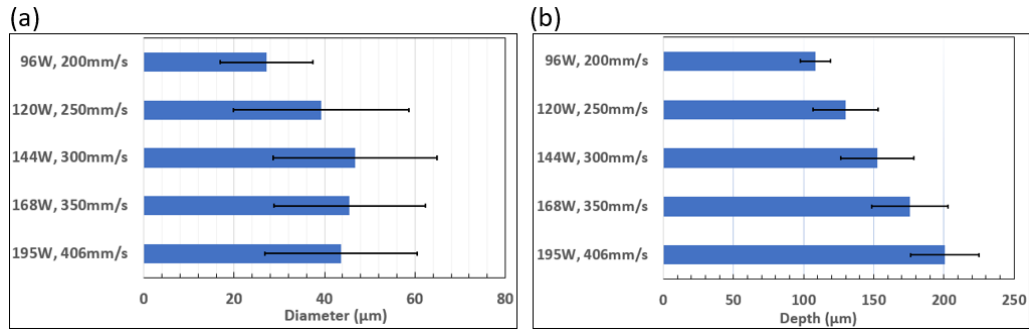 (a)
96W, 200mm/s
120W, 250mm/s
144W, 300mm/s
168W, 350mm/s
195W, 406mm/s
0 20 40 60 80
Diameter (µm)
(b)
96W, 200mm/s
120W, 250mm/s
144W, 300mm/s
168W, 350mm/s
195W, 406mm/s
0 50 100 150 200 250
Depth (µm)